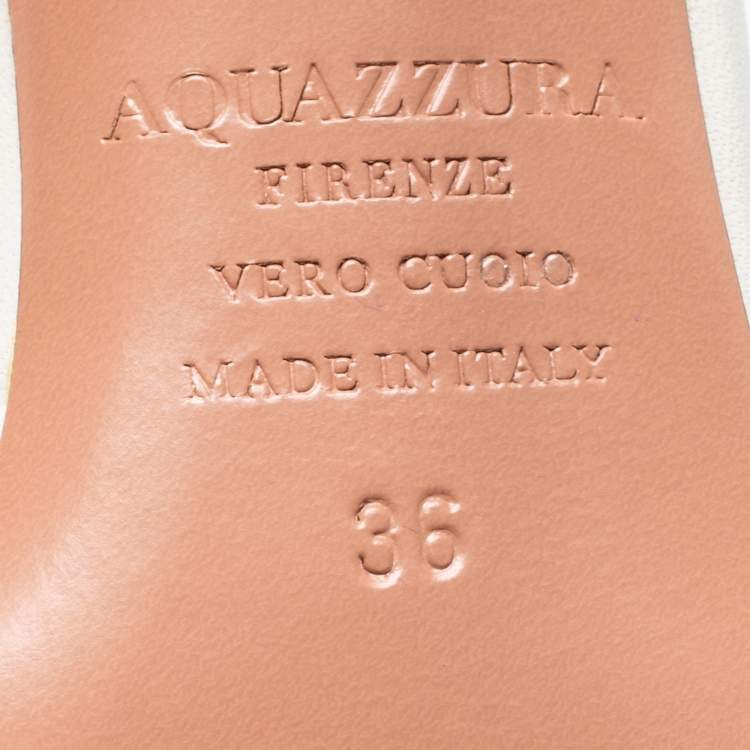 AQUAZZURA
FIRENZE
VERO CUOIO
MADE IN ITALY
36